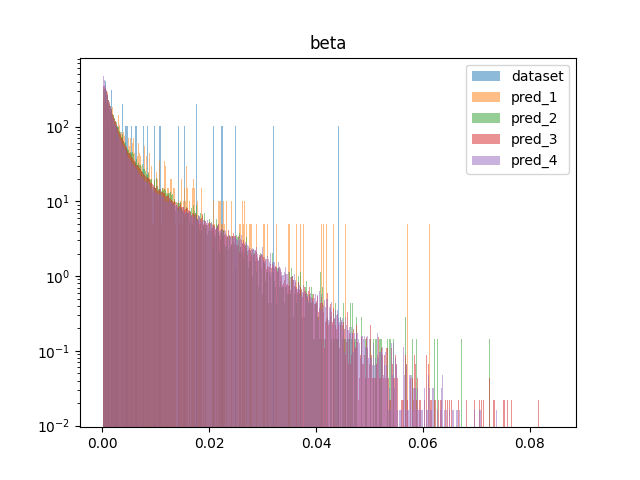 beta
dataset
pred_1
pred_2
pred_3
pred_4
10²
10¹
10⁰
10⁻¹
10⁻²
0.00 0.02 0.04 0.06 0.08